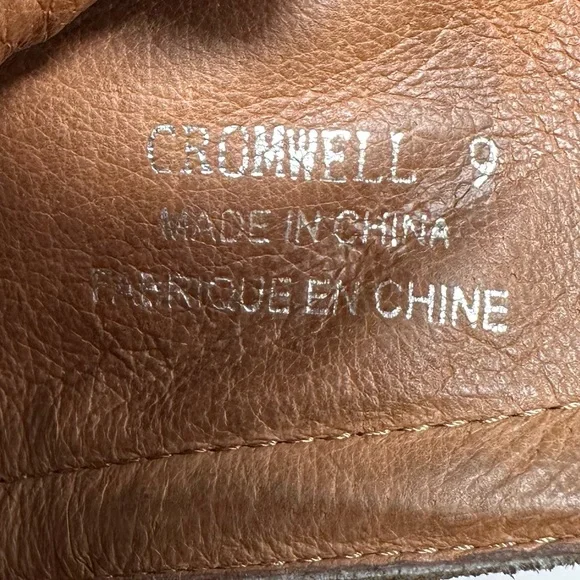 CROMWELL 9
MADE IN CHINA
FABRIQUE EN CHINE